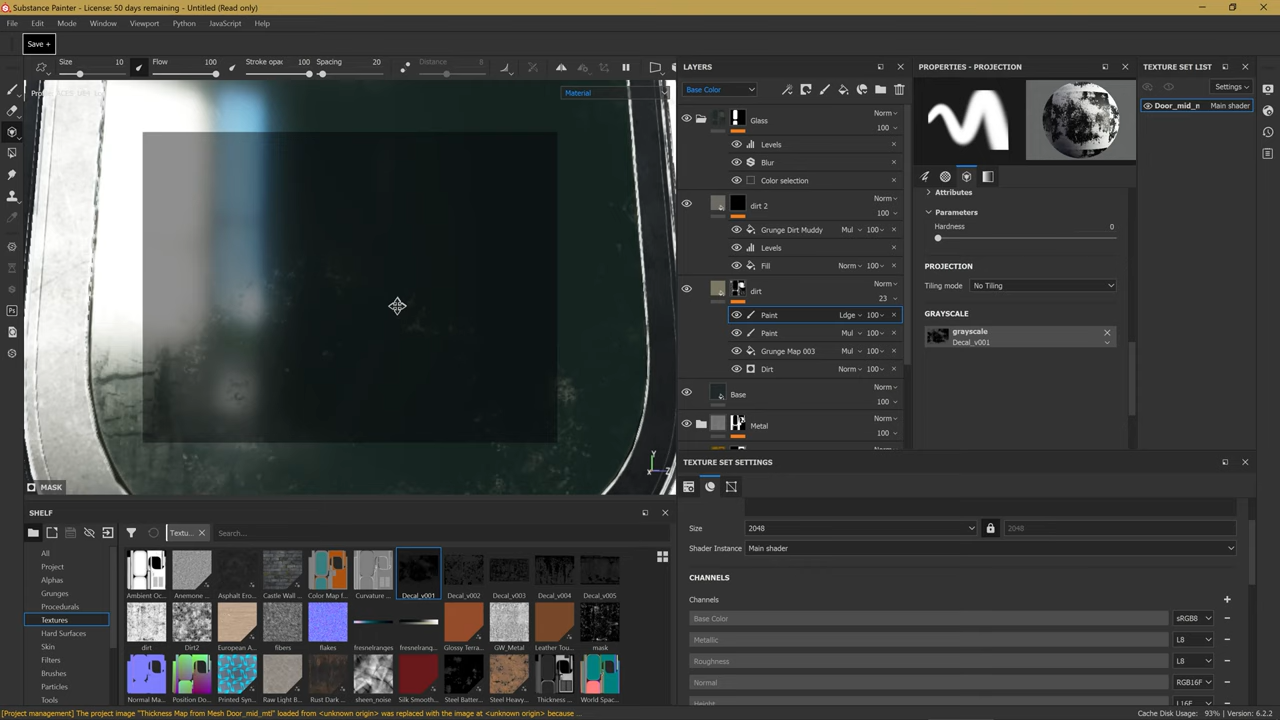 Substance Painter - License: 50 days remaining - Untitled (Read only)
File Edit Mode Window Viewport Python JavaScript Help
Save +
Size 10 Flow 100 Stroke opac 100 Spacing 20 Distance 8
Material
MASK
LAYERS
Base Color
Norm
Glass
100
Levels
Blur
Color selection
Norm
dirt 2
100
Grunge Dirt Muddy Mul 100
Levels
Fill Norm 100
Norm
dirt
23
Paint Ldge 100
Paint Mul 100
Grunge Map 003 Mul 100
Dirt Norm 100
Norm
Base
100
Norm
Metal
100
PROPERTIES - PROJECTION
Attributes
Parameters
Hardness 0
PROJECTION
Tiling mode No Tiling
GRAYSCALE
grayscale
Decal_v001
TEXTURE SET LIST
Settings
Door_mid_n Main shader
TEXTURE SET SETTINGS
Size 2048 2048
Shader Instance Main shader
CHANNELS
Channels
Base Color sRGB8
Metallic L8
Roughness L8
Normal RGB16F
Height L16F
SHELF
Textu... Search...
All
Project
Alphas
Grunges
Procedurals
Textures
Hard Surfaces
Skin
Filters
Brushes
Particles
Tools
Ambient Oc... Anemone ... Asphalt Ero... Castle Wall ... Color Map f... Curvature ... Decal_v001 Decal_v002 Decal_v003 Decal_v004 Decal_v005
dirt Dirt2 European A... fibers flakes fresnelranges fresnelrang... Glossy Terra... GW_Metal Leather Tou... mask
Normal Ma... Position Do... Printed Syn... Raw Light B... Rust Dark ... sheen_noise Silk Smooth... Steel Batter... Steel Heavy... Thickness ... World Spac...
[Project management] The project image "Thickness Map from Mesh Door_mid_mtl" loaded from <unknown origin> was replaced with the image at <unknown origin> because ...
Cache Disk Usage: 93% | Version: 6.2.2